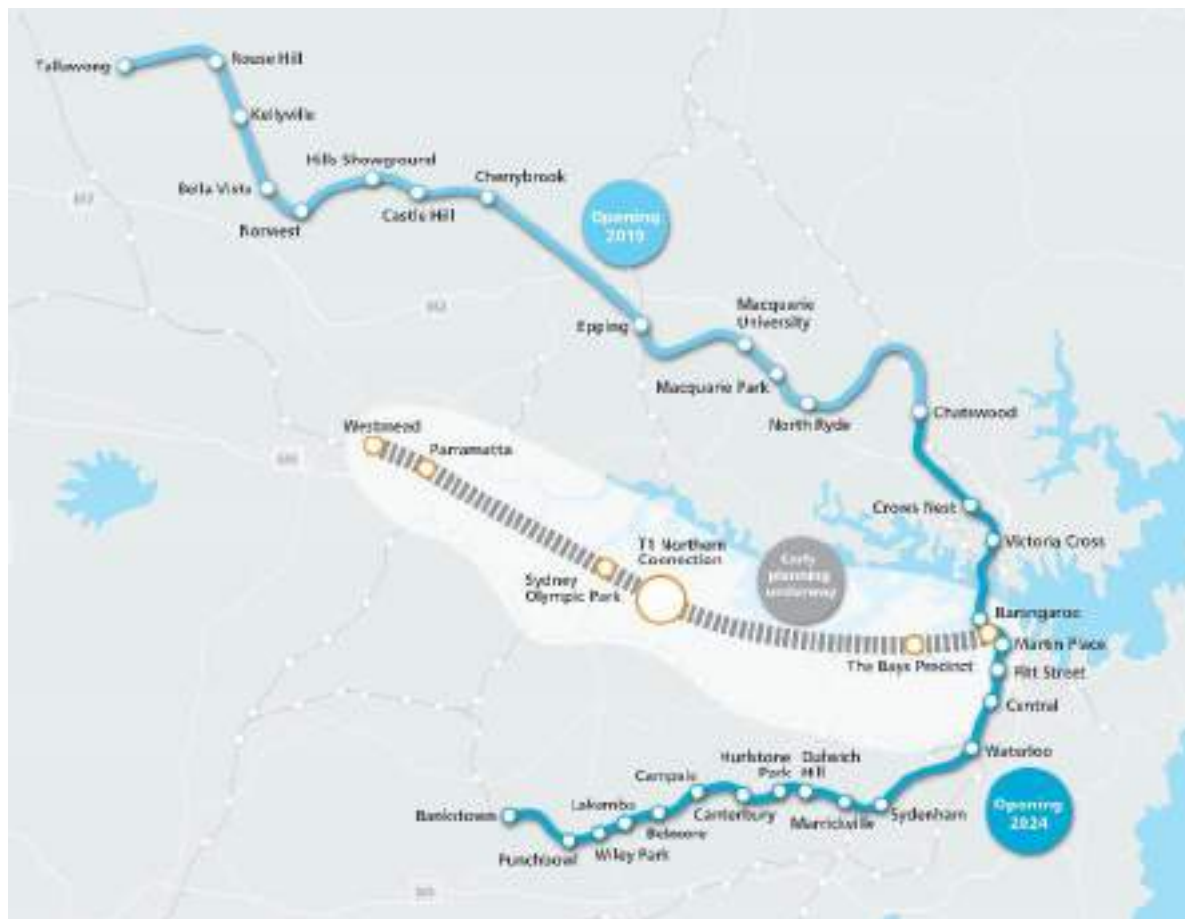 Tallawong
Rouse Hill
Kellyville
Bella Vista
Norwest
Hills Showground
Castle Hill
Cherrybrook
Opening
2019
Epping
Macquarie
University
Macquarie Park
North Ryde
Chatswood
Westmead
Parramatta
Crows Nest
Victoria Cross
T1 Northern
Connection
Sydney
Olympic Park
Early
planning
underway
Barangaroo
Martin Place
The Bays Precinct
Pitt Street
Central
Waterloo
Hurlstone
Park
Dulwich
Hill
Campsie
Lakemba
Bankstown
Canterbury
Sydenham
Belmore
Marrickville
Wiley Park
Punchbowl
Opening
2024